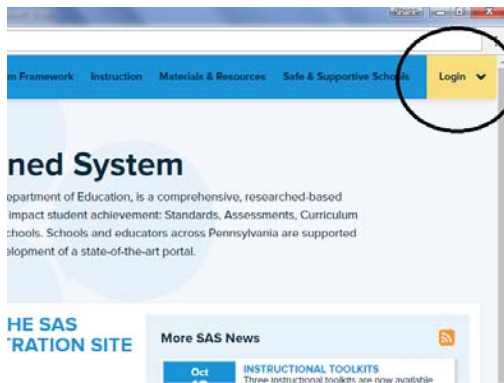 m Framework Instruction Materials & Resources Safe & Supportive Schools Login
ned System
epartment of Education, is a comprehensive, researched-based
impact student achievement: Standards, Assessments, Curriculum
chools. Schools and educators across Pennsylvania are supported
elopment of a state-of-the-art portal.
HE SAS
TRATION SITE
More SAS News
Oct
INSTRUCTIONAL TOOLKITS
Three instructional toolkits are now available